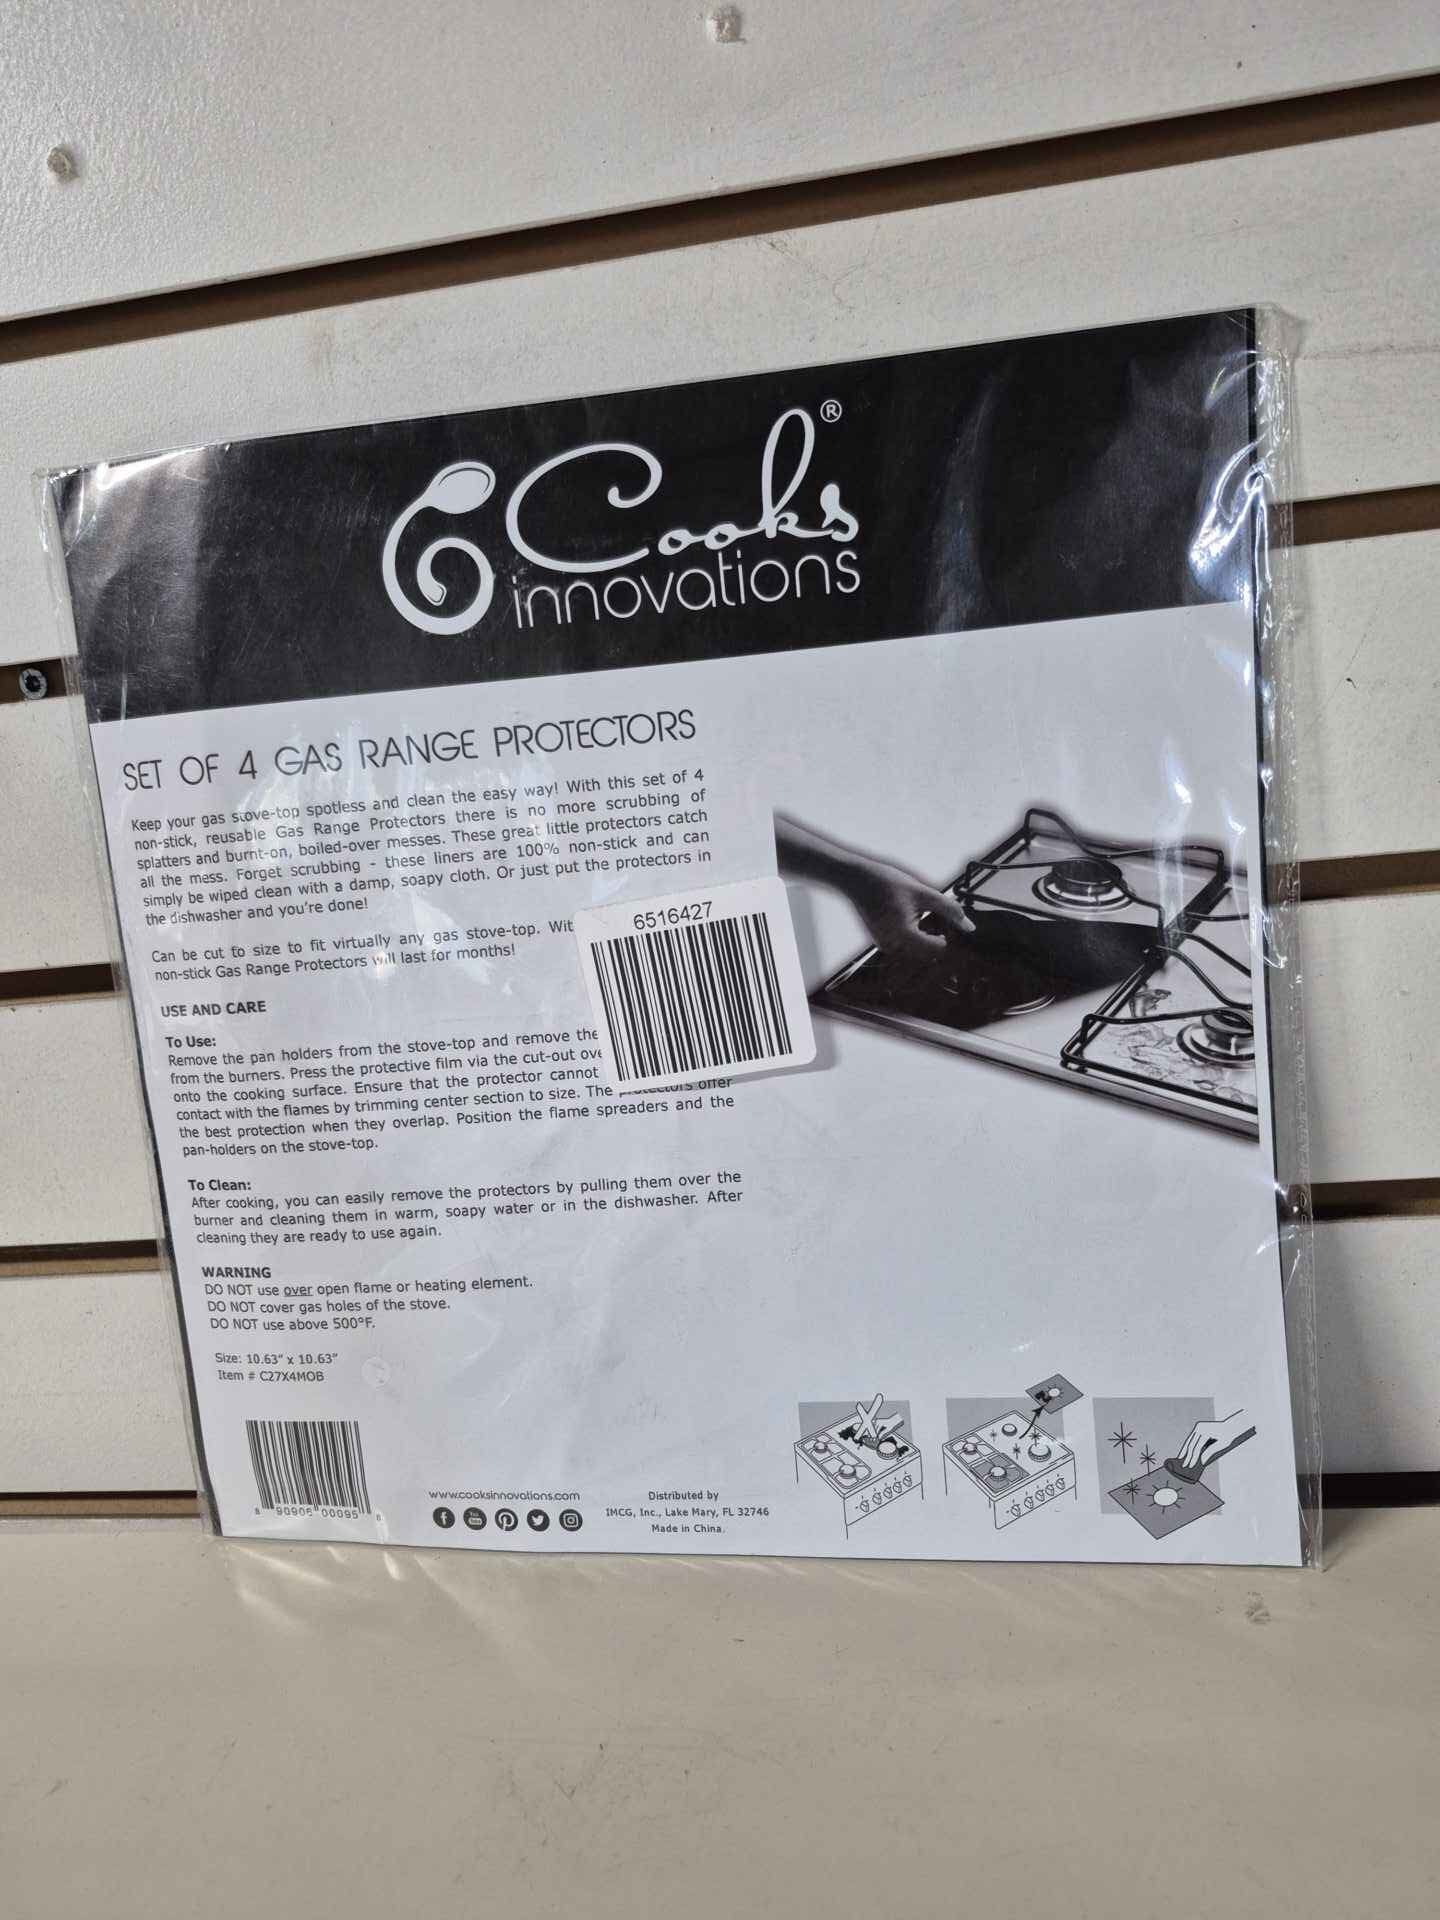 Cooks®
innovations
SET OF 4 GAS RANGE PROTECTORS
Keep your gas stove-top spotless and clean the easy way! With this set of 4
non-stick, reusable Gas Range Protectors there is no more scrubbing of
splatters and burnt-on, boiled-over messes. These great little protectors catch
all the mess. Forget scrubbing - these liners are 100% non-stick and can
simply be wiped clean with a damp, soapy cloth. Or just put the protectors in
the dishwasher and you're done!
Can be cut to size to fit virtually any gas stove-top. Wit
non-stick Gas Range Protectors will last for months!
6516427
USE AND CARE
To Use:
Remove the pan holders from the stove-top and remove the
from the burners. Press the protective film via the cut-out ove
onto the cooking surface. Ensure that the protector cannot
contact with the flames by trimming center section to size. The protectors offer
the best protection when they overlap. Position the flame spreaders and the
pan-holders on the stove-top.
To Clean:
After cooking, you can easily remove the protectors by pulling them over the
burner and cleaning them in warm, soapy water or in the dishwasher. After
cleaning they are ready to use again.
WARNING
DO NOT use over open flame or heating element.
DO NOT cover gas holes of the stove.
DO NOT use above 500°F.
Size: 10.63" x 10.63"
Item # C27X4MOB
8 90906 00095 8
www.cooksinnovations.com
Distributed by
IMCG, Inc., Lake Mary, FL 32746
Made in China.